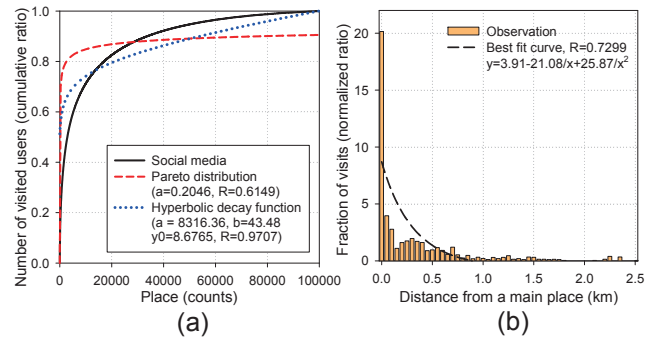 Number of visited users (cumulative ratio)
1.0
0.8
0.6
0.4
0.2
0.0
Social media
Pareto distribution
(a=0.2046, R=0.6149)
Hyperbolic decay function
(a = 8316.36, b=43.48
y0=8.6765, R=0.9707)
0 20000 40000 60000 80000 100000
Place (counts)
(a)
Fraction of visits (normalized ratio)
40
30
20
10
0
Observation
Best fit curve, R=0.7299
y=3.91-21.08/x+25.87/x²
0.0 0.5 1.0 1.5 2.0 2.5
Distance from a main place (km)
(b)